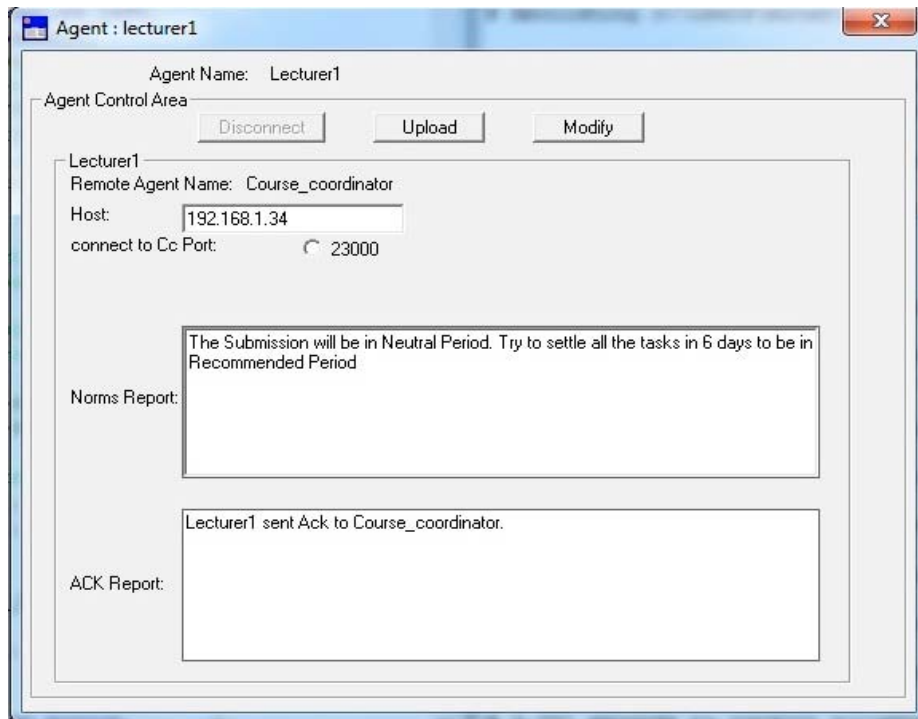 Agent : lecturer1
Agent Name: Lecturer1
Agent Control Area
Disconnect Upload Modify
Lecturer1
Remote Agent Name: Course_coordinator
Host: 192.168.1.34
connect to Cc Port: 23000
Norms Report: The Submission will be in Neutral Period. Try to settle all the tasks in 6 days to be in
Recommended Period
ACK Report: Lecturer1 sent Ack to Course_coordinator.